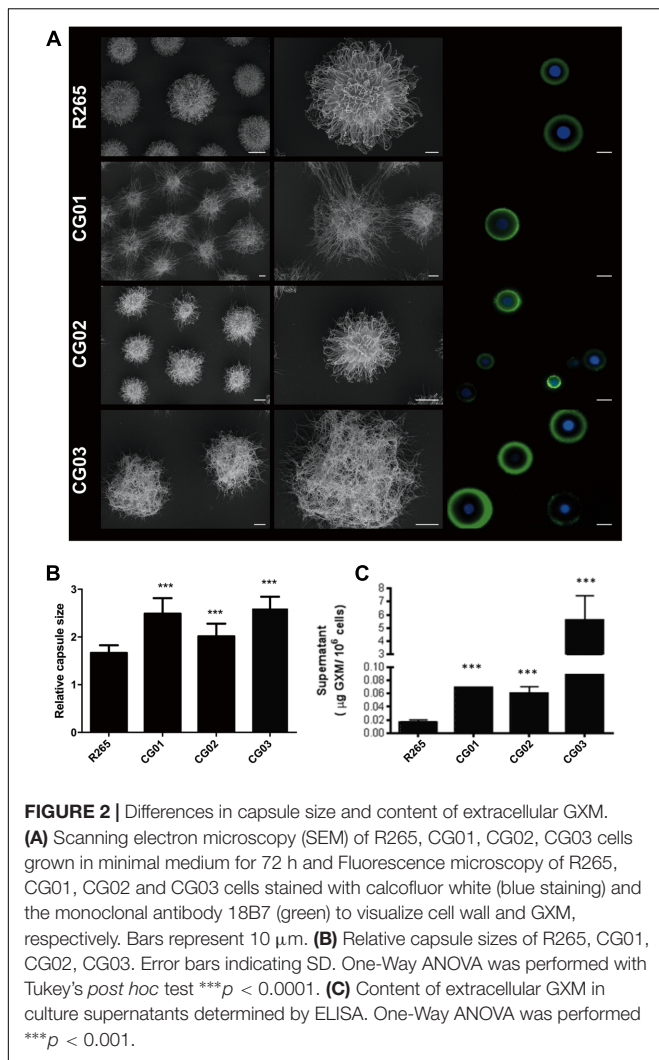 A
R265
CG01
CG02
CG03
B
3
2
1
0
Relative capsule size
***
***
***
R265
CG01
CG02
CG03
C
8
7
6
5
4
3
0.10
0.08
0.06
0.04
0.02
0.00
Supernatant
( µg GXM/ 10⁶ cells)
***
***
***
R265
CG01
CG02
CG03
FIGURE 2 | Differences in capsule size and content of extracellular GXM.
(A) Scanning electron microscopy (SEM) of R265, CG01, CG02, CG03 cells
grown in minimal medium for 72 h and Fluorescence microscopy of R265,
CG01, CG02 and CG03 cells stained with calcofluor white (blue staining) and
the monoclonal antibody 18B7 (green) to visualize cell wall and GXM,
respectively. Bars represent 10 µm. (B) Relative capsule sizes of R265, CG01,
CG02, CG03. Error bars indicating SD. One-Way ANOVA was performed with
Tukey's post hoc test ***p < 0.0001. (C) Content of extracellular GXM in
culture supernatants determined by ELISA. One-Way ANOVA was performed
***p < 0.001.